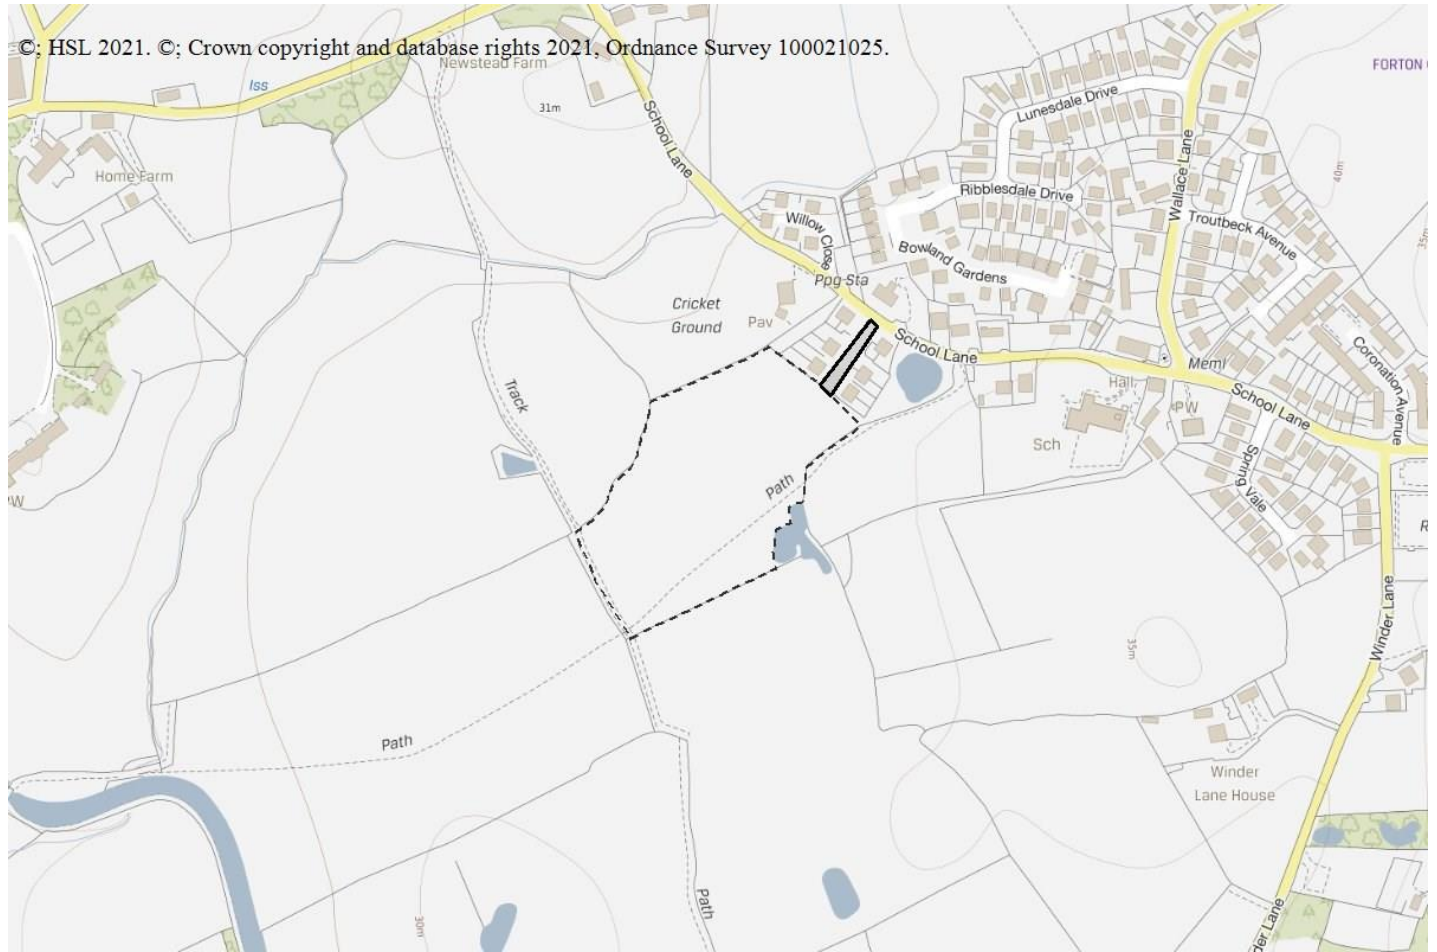 ©; HSL 2021. ©; Crown copyright and database rights 2021, Ordnance Survey 100021025.
Newstead Farm
Iss
31m
School Lane
FORTON
Lunesdale Drive
Home Farm
Ribblesdale Drive
Wallace Lane
40m
Willow Close
Troutbeck Avenue
Bowland Gardens
35m
Ppg Sta
Cricket
Ground
Pav
School Lane
Meml
Coronation Avenue
Hall
Track
PW
School Lane
Sch
Spring Vale
Path
PW
R
Winder Lane
35m
Path
Winder
Lane House
Path
30m
der Lane